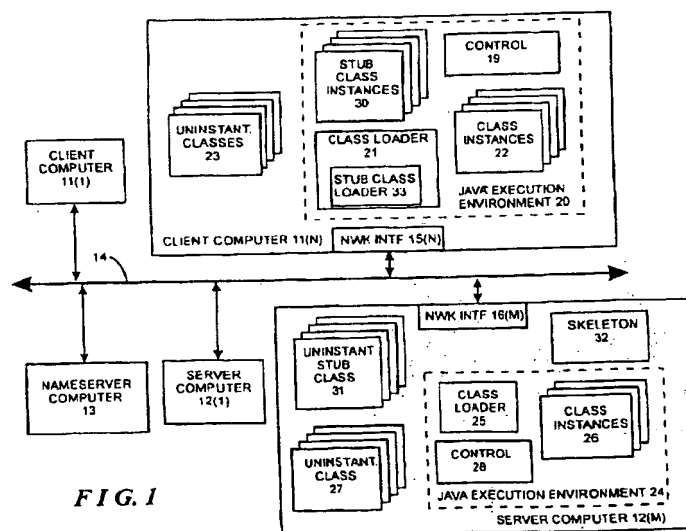 STUB
CLASS
INSTANCES
30
CONTROL
19
UNINSTANT.
CLASSES
23
CLASS LOADER
21
STUB CLASS
LOADER 33
CLASS
INSTANCES
22
JAVA EXECUTION
ENVIRONMENT 20
CLIENT COMPUTER 11(N)
NWK INTF 15(N)
CLIENT
COMPUTER
11(1)
14
NAMESERVER
COMPUTER
13
SERVER
COMPUTER
12(1)
NWK INTF 16(M)
SKELETON
32
UNINSTANT
STUB
CLASS
31
CLASS
LOADER
25
CLASS
INSTANCES
26
UNINSTANT.
CLASS
27
CONTROL
28
JAVA EXECUTION ENVIRONMENT 24
SERVER COMPUTER 12(M)
FIG. 1